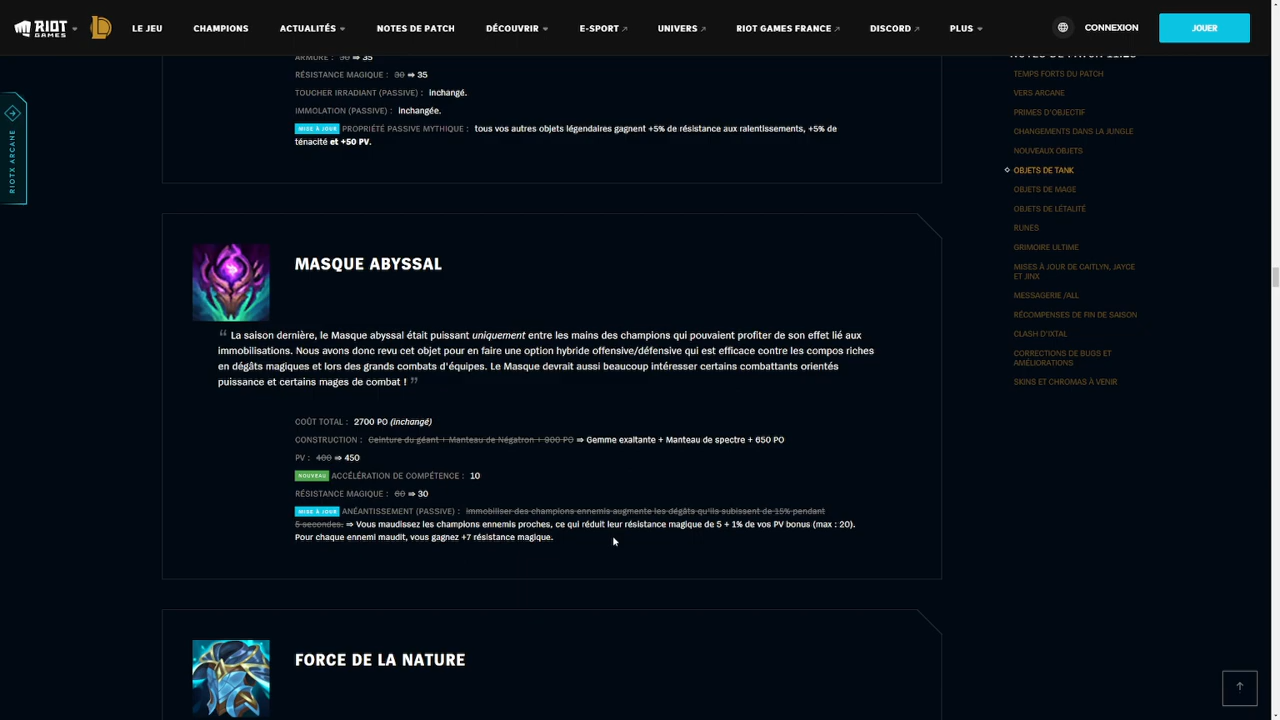 RIOT GAMES
LE JEU
CHAMPIONS
ACTUALITÉS
NOTES DE PATCH
DÉCOUVRIR
E-SPORT
UNIVERS
RIOT GAMES FRANCE
DISCORD
PLUS
CONNEXION
JOUER
RIOTX ARCANE
ARMURE : 30 ⇒ 35
RÉSISTANCE MAGIQUE : 30 ⇒ 35
TOUCHER IRRADIANT (PASSIVE) : inchangé.
IMMOLATION (PASSIVE) : inchangée.
MISE À JOUR PROPRIÉTÉ PASSIVE MYTHIQUE : tous vos autres objets légendaires gagnent +5% de résistance aux ralentissements, +5% de
ténacité et +50 PV.
MASQUE ABYSSAL
“ La saison dernière, le Masque abyssal était puissant uniquement entre les mains des champions qui pouvaient profiter de son effet lié aux
immobilisations. Nous avons donc revu cet objet pour en faire une option hybride offensive/défensive qui est efficace contre les compos riches
en dégâts magiques et lors des grands combats d'équipes. Le Masque devrait aussi beaucoup intéresser certains combattants orientés
puissance et certains mages de combat ! ”
COÛT TOTAL : 2700 PO (inchangé)
CONSTRUCTION : Ceinture du géant + Manteau de Négatron + 900 PO ⇒ Gemme exaltante + Manteau de spectre + 650 PO
PV : 400 ⇒ 450
NOUVEAU ACCÉLÉRATION DE COMPÉTENCE : 10
RÉSISTANCE MAGIQUE : 60 ⇒ 30
MISE À JOUR ANÉANTISSEMENT (PASSIVE) : Immobiliser des champions ennemis augmente les dégâts qu'ils subissent de 15% pendant
5 secondes. ⇒ Vous maudissez les champions ennemis proches, ce qui réduit leur résistance magique de 5 + 1% de vos PV bonus (max : 20).
Pour chaque ennemi maudit, vous gagnez +7 résistance magique.
FORCE DE LA NATURE
NOTES DE PATCH 11.23
TEMPS FORTS DU PATCH
VERS ARCANE
PRIMES D'OBJECTIF
CHANGEMENTS DANS LA JUNGLE
NOUVEAUX OBJETS
OBJETS DE TANK
OBJETS DE MAGE
OBJETS DE LÉTALITÉ
RUNES
GRIMOIRE ULTIME
MISES À JOUR DE CAITLYN, JAYCE
ET JINX
MESSAGERIE /ALL
RÉCOMPENSES DE FIN DE SAISON
CLASH D'IXTAL
CORRECTIONS DE BUGS ET
AMÉLIORATIONS
SKINS ET CHROMAS À VENIR